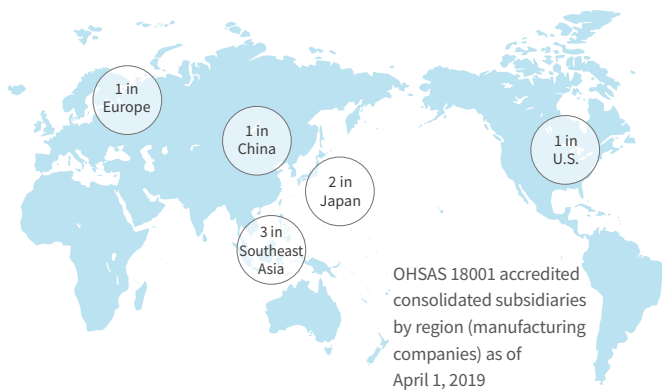 1 in
Europe
1 in
China
1 in
U.S.
2 in
Japan
3 in
Southeast
Asia
OHSAS 18001 accredited
consolidated subsidiaries
by region (manufacturing
companies) as of
April 1, 2019